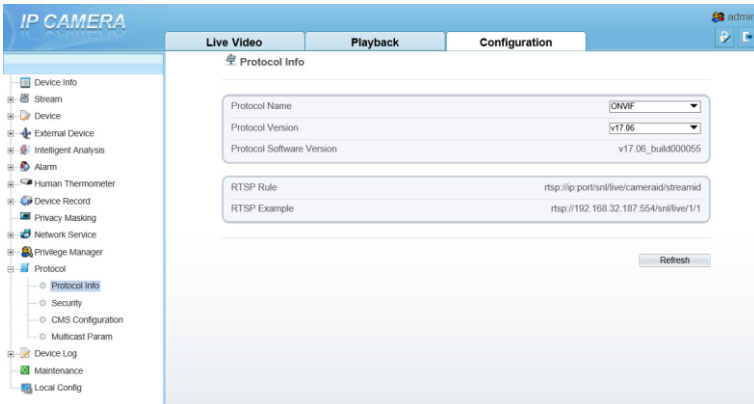 IP CAMERA
admin
Live Video Playback Configuration
Protocol Info
Device Info
Stream
Device
External Device
Intelligent Analysis
Alarm
Human Thermometer
Device Record
Privacy Masking
Network Service
Privilege Manager
Protocol
Protocol Info
Security
CMS Configuration
Multicast Param
Device Log
Maintenance
Local Config
Protocol Name ONVIF
Protocol Version v17.06
Protocol Software Version v17.06_build000055
RTSP Rule rtsp://ip:port/snl/live/cameraid/streamid
RTSP Example rtsp://192.168.32.187:554/snl/live/1/1
Refresh